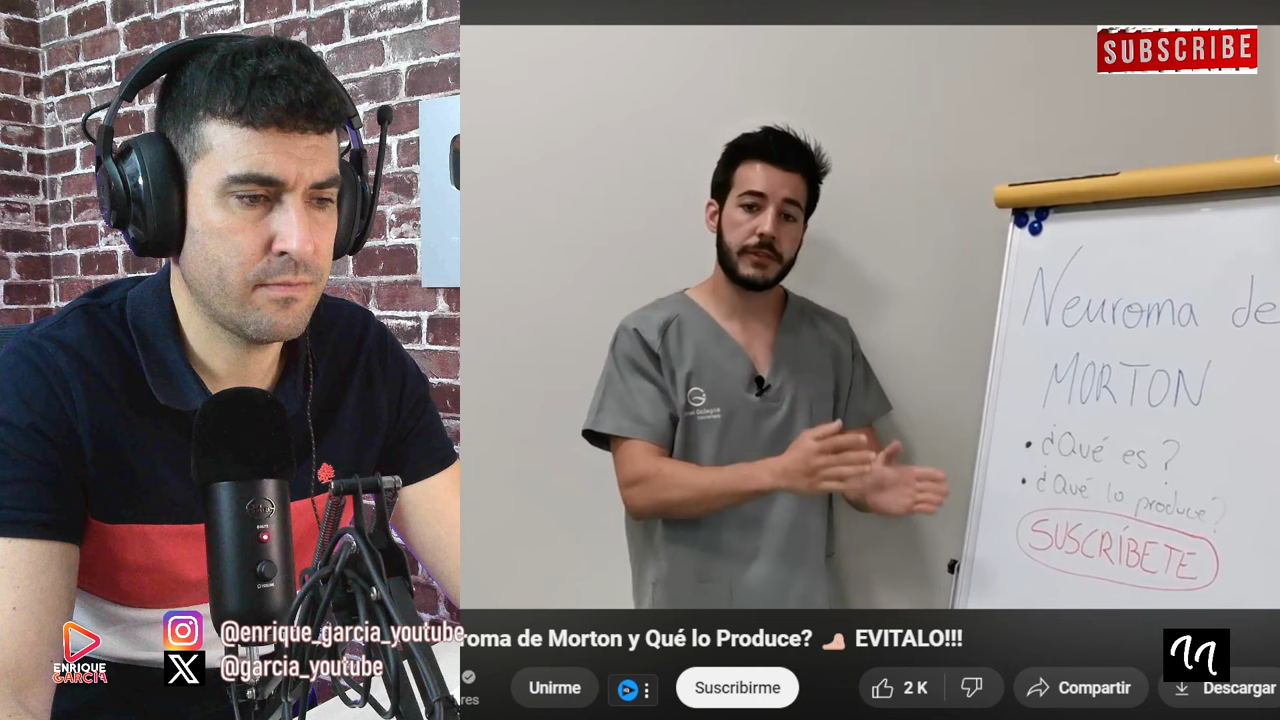 SUBSCRIBE
Neuroma de
MORTON
• ¿Qué es?
• ¿Qué lo produce?
SUSCRÍBETE
@enrique_garcia_youtube
@garcia_youtube
ENRIQUE
GARCIA
roma de Morton y Qué lo Produce? 🦶🏻 EVITALO!!!
Unirme
Suscribirme
2 K
Compartir
Descargar